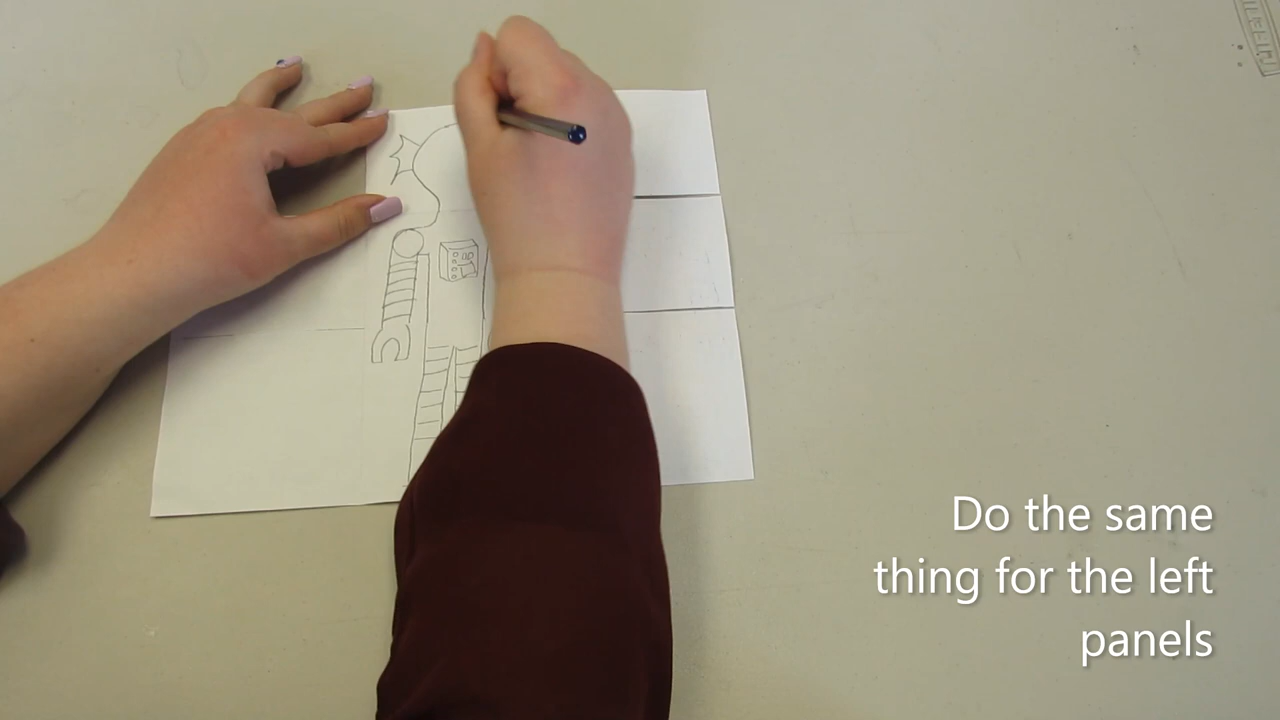 Do the same
thing for the left
panels